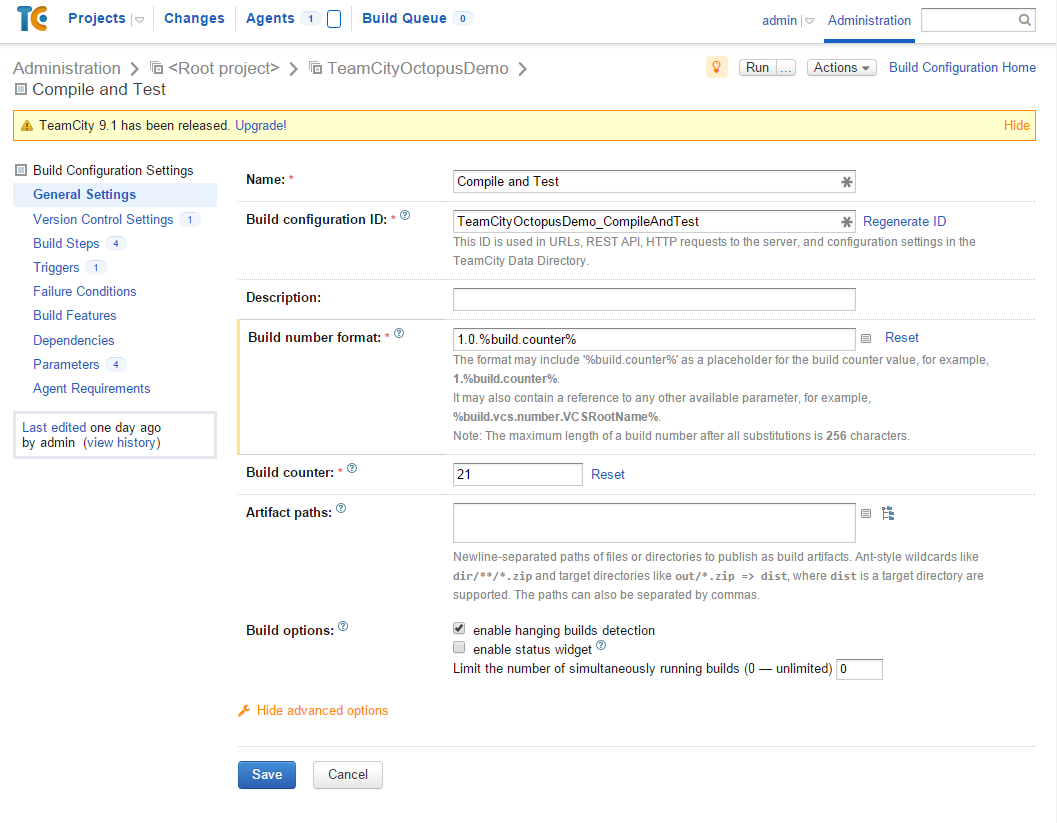 TC Projects Changes Agents 1 Build Queue 0 admin Administration
Administration <Root project> TeamCityOctopusDemo Run ... Actions Build Configuration Home
Compile and Test
TeamCity 9.1 has been released. Upgrade! Hide
Build Configuration Settings
General Settings
Version Control Settings 1
Build Steps 4
Triggers 1
Failure Conditions
Build Features
Dependencies
Parameters 4
Agent Requirements
Last edited one day ago
by admin (view history)
Name: * Compile and Test
Build configuration ID: * TeamCityOctopusDemo_CompileAndTest Regenerate ID
This ID is used in URLs, REST API, HTTP requests to the server, and configuration settings in the
TeamCity Data Directory.
Description:
Build number format: * 1.0.%build.counter% Reset
The format may include '%build.counter%' as a placeholder for the build counter value, for example,
1.%build.counter%.
It may also contain a reference to any other available parameter, for example,
%build.vcs.number.VCSRootName%.
Note: The maximum length of a build number after all substitutions is 256 characters.
Build counter: * 21 Reset
Artifact paths:
Newline-separated paths of files or directories to publish as build artifacts. Ant-style wildcards like
dir/**/*.zip and target directories like out/*.zip => dist, where dist is a target directory are
supported. The paths can also be separated by commas.
Build options: enable hanging builds detection
enable status widget
Limit the number of simultaneously running builds (0 — unlimited) 0
Hide advanced options
Save Cancel